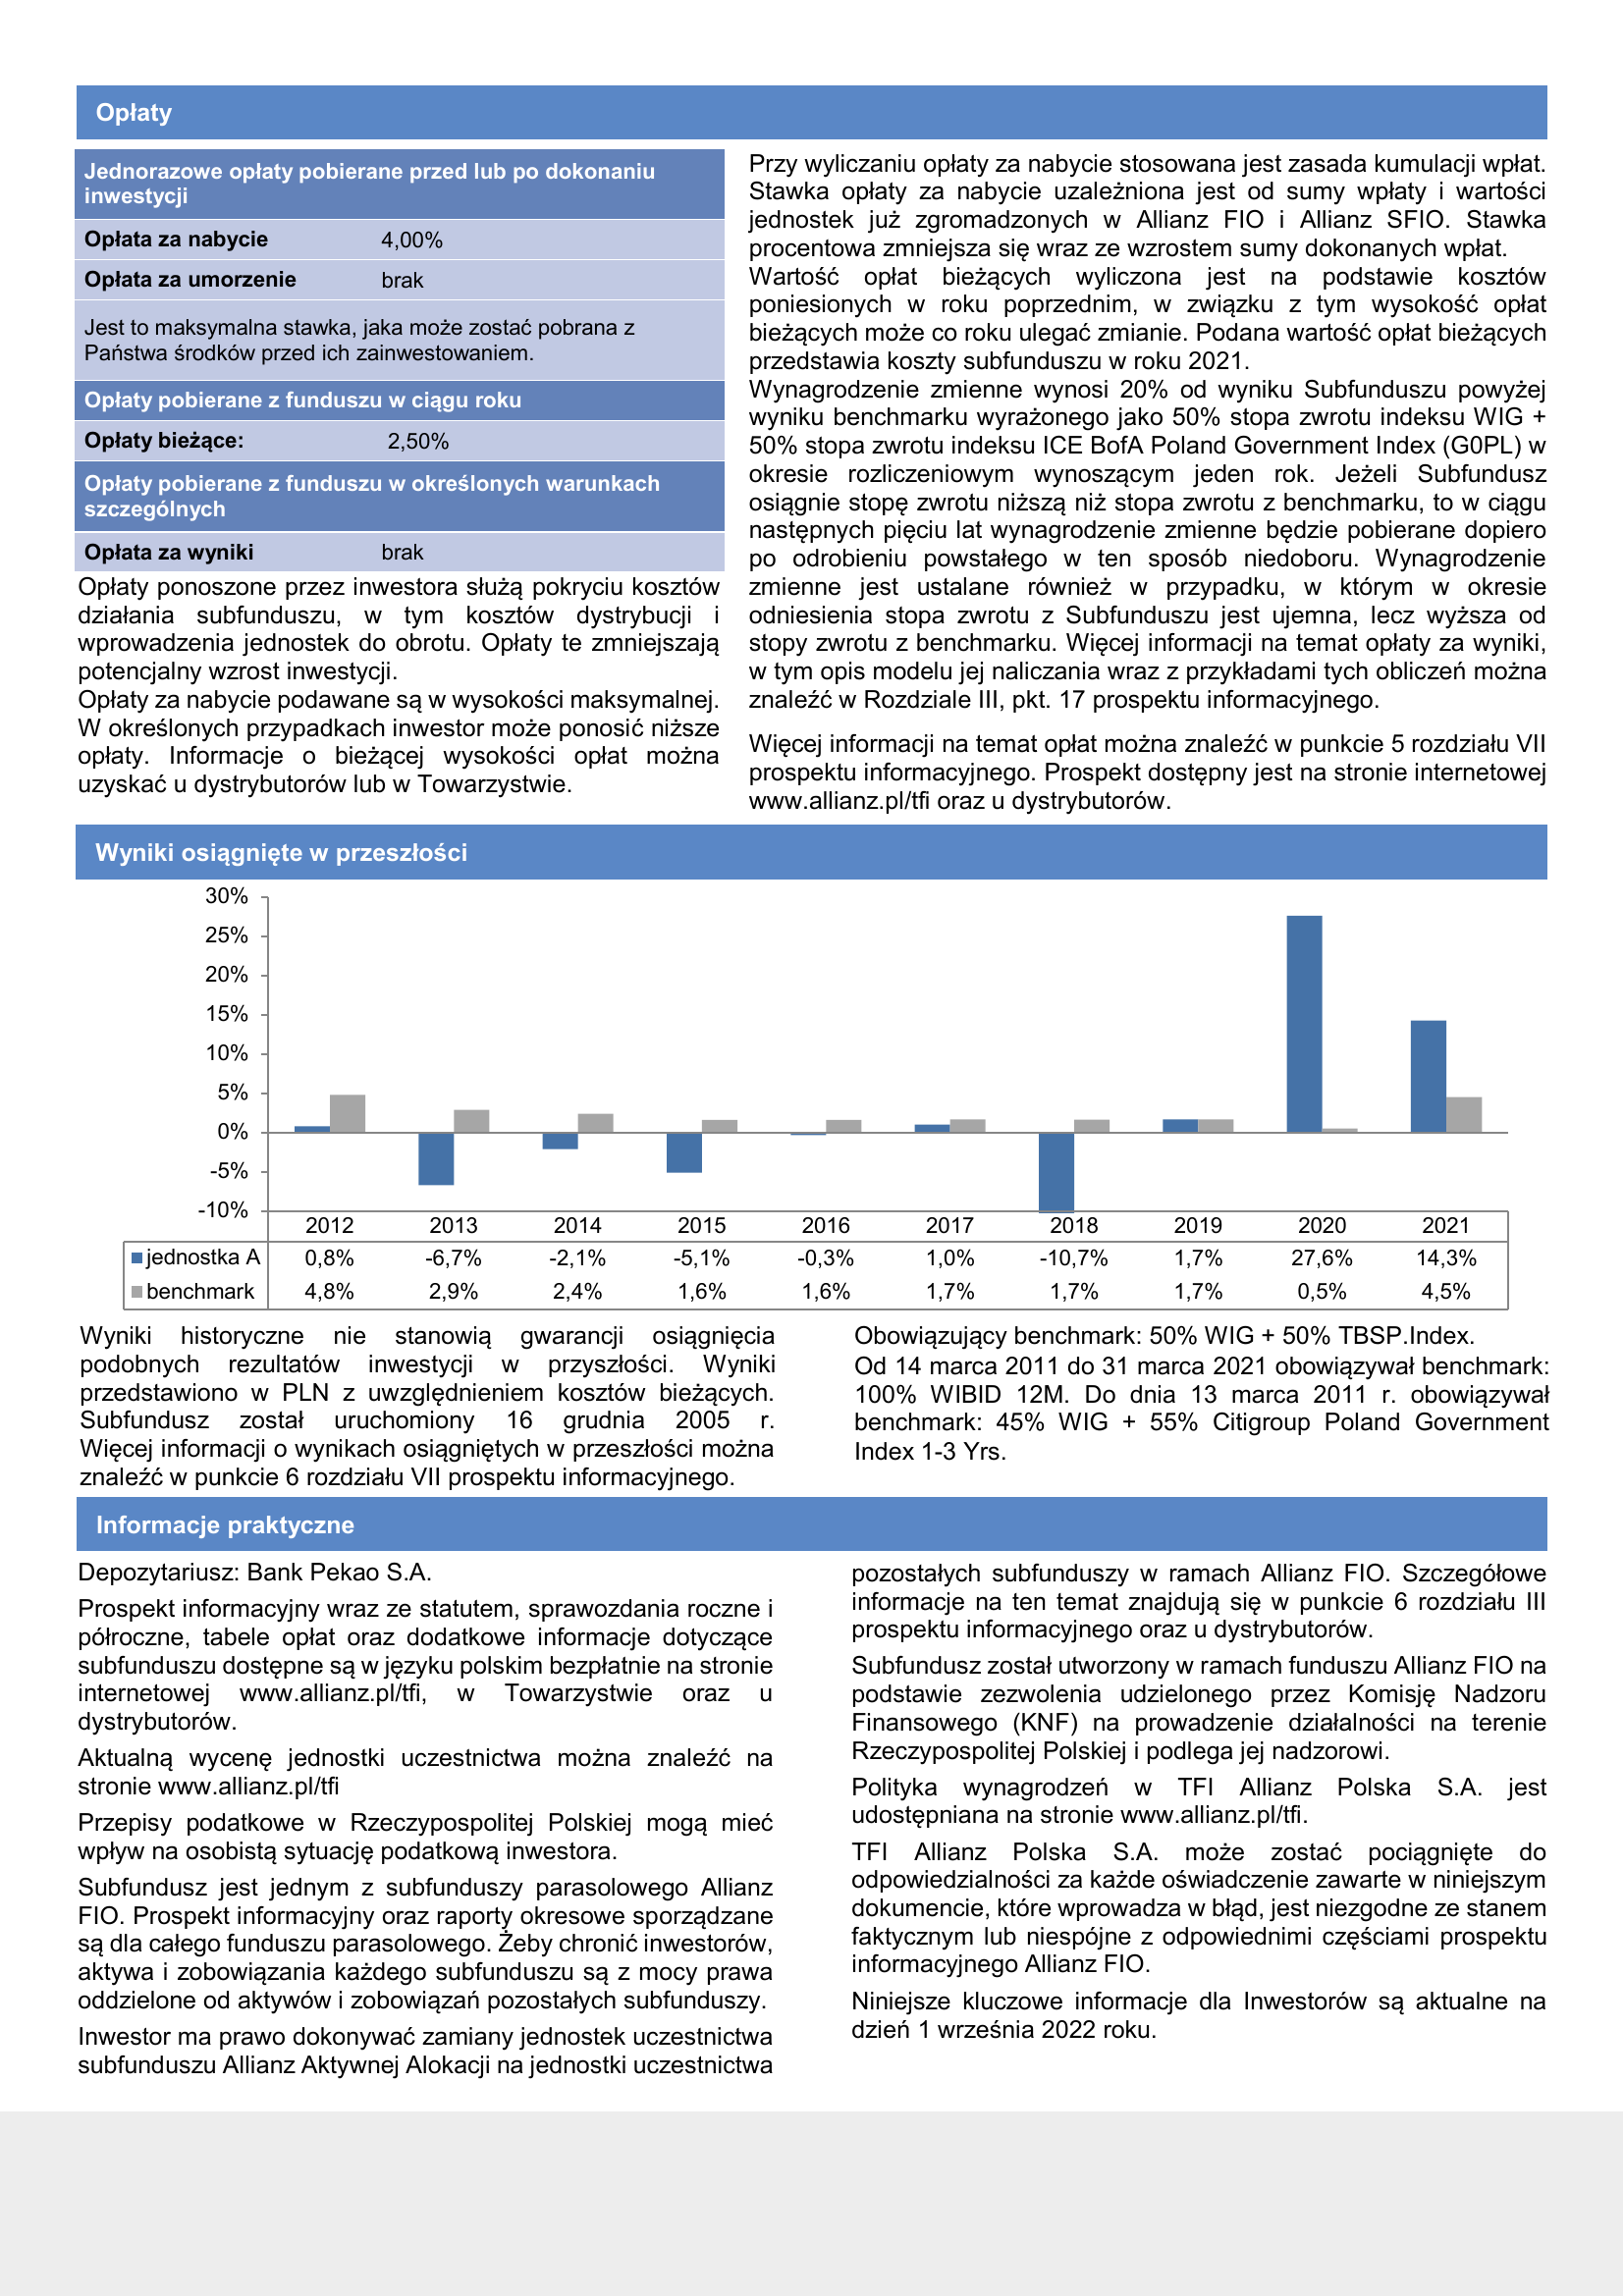 Opłaty
Jednorazowe opłaty pobierane przed lub po dokonaniu
inwestycji
Opłata za nabycie 4,00%
Opłata za umorzenie brak
Jest to maksymalna stawka, jaka może zostać pobrana z
Państwa środków przed ich zainwestowaniem.
Opłaty pobierane z funduszu w ciągu roku
Opłaty bieżące: 2,50%
Opłaty pobierane z funduszu w określonych warunkach
szczególnych
Opłata za wyniki brak
Opłaty ponoszone przez inwestora służą pokryciu kosztów
działania subfunduszu, w tym kosztów dystrybucji i
wprowadzenia jednostek do obrotu. Opłaty te zmniejszają
potencjalny wzrost inwestycji.
Opłaty za nabycie podawane są w wysokości maksymalnej.
W określonych przypadkach inwestor może ponosić niższe
opłaty. Informacje o bieżącej wysokości opłat można
uzyskać u dystrybutorów lub w Towarzystwie.
Przy wyliczaniu opłaty za nabycie stosowana jest zasada kumulacji wpłat.
Stawka opłaty za nabycie uzależniona jest od sumy wpłaty i wartości
jednostek już zgromadzonych w Allianz FIO i Allianz SFIO. Stawka
procentowa zmniejsza się wraz ze wzrostem sumy dokonanych wpłat.
Wartość opłat bieżących wyliczona jest na podstawie kosztów
poniesionych w roku poprzednim, w związku z tym wysokość opłat
bieżących może co roku ulegać zmianie. Podana wartość opłat bieżących
przedstawia koszty subfunduszu w roku 2021.
Wynagrodzenie zmienne wynosi 20% od wyniku Subfunduszu powyżej
wyniku benchmarku wyrażonego jako 50% stopa zwrotu indeksu WIG +
50% stopa zwrotu indeksu ICE BofA Poland Government Index (G0PL) w
okresie rozliczeniowym wynoszącym jeden rok. Jeżeli Subfundusz
osiągnie stopę zwrotu niższą niż stopa zwrotu z benchmarku, to w ciągu
następnych pięciu lat wynagrodzenie zmienne będzie pobierane dopiero
po odrobieniu powstałego w ten sposób niedoboru. Wynagrodzenie
zmienne jest ustalane również w przypadku, w którym w okresie
odniesienia stopa zwrotu z Subfunduszu jest ujemna, lecz wyższa od
stopy zwrotu z benchmarku. Więcej informacji na temat opłaty za wyniki,
w tym opis modelu jej naliczania wraz z przykładami tych obliczeń można
znaleźć w Rozdziale III, pkt. 17 prospektu informacyjnego.
Więcej informacji na temat opłat można znaleźć w punkcie 5 rozdziału VII
prospektu informacyjnego. Prospekt dostępny jest na stronie internetowej
www.allianz.pl/tfi oraz u dystrybutorów.
Wyniki osiągnięte w przeszłości
30%
25%
20%
15%
10%
5%
0%
-5%
-10%
2012 2013 2014 2015 2016 2017 2018 2019 2020 2021
jednostka A 0,8% -6,7% -2,1% -5,1% -0,3% 1,0% -10,7% 1,7% 27,6% 14,3%
benchmark 4,8% 2,9% 2,4% 1,6% 1,6% 1,7% 1,7% 1,7% 0,5% 4,5%
Wyniki historyczne nie stanowią gwarancji osiągnięcia
podobnych rezultatów inwestycji w przyszłości. Wyniki
przedstawiono w PLN z uwzględnieniem kosztów bieżących.
Subfundusz został uruchomiony 16 grudnia 2005 r.
Więcej informacji o wynikach osiągniętych w przeszłości można
znaleźć w punkcie 6 rozdziału VII prospektu informacyjnego.
Obowiązujący benchmark: 50% WIG + 50% TBSP.Index.
Od 14 marca 2011 do 31 marca 2021 obowiązywał benchmark:
100% WIBID 12M. Do dnia 13 marca 2011 r. obowiązywał
benchmark: 45% WIG + 55% Citigroup Poland Government
Index 1-3 Yrs.
Informacje praktyczne
Depozytariusz: Bank Pekao S.A.
Prospekt informacyjny wraz ze statutem, sprawozdania roczne i
półroczne, tabele opłat oraz dodatkowe informacje dotyczące
subfunduszu dostępne są w języku polskim bezpłatnie na stronie
internetowej www.allianz.pl/tfi, w Towarzystwie oraz u
dystrybutorów.
Aktualną wycenę jednostki uczestnictwa można znaleźć na
stronie www.allianz.pl/tfi
Przepisy podatkowe w Rzeczypospolitej Polskiej mogą mieć
wpływ na osobistą sytuację podatkową inwestora.
Subfundusz jest jednym z subfunduszy parasolowego Allianz
FIO. Prospekt informacyjny oraz raporty okresowe sporządzane
są dla całego funduszu parasolowego. Żeby chronić inwestorów,
aktywa i zobowiązania każdego subfunduszu są z mocy prawa
oddzielone od aktywów i zobowiązań pozostałych subfunduszy.
Inwestor ma prawo dokonywać zamiany jednostek uczestnictwa
subfunduszu Allianz Aktywnej Alokacji na jednostki uczestnictwa
pozostałych subfunduszy w ramach Allianz FIO. Szczegółowe
informacje na ten temat znajdują się w punkcie 6 rozdziału III
prospektu informacyjnego oraz u dystrybutorów.
Subfundusz został utworzony w ramach funduszu Allianz FIO na
podstawie zezwolenia udzielonego przez Komisję Nadzoru
Finansowego (KNF) na prowadzenie działalności na terenie
Rzeczypospolitej Polskiej i podlega jej nadzorowi.
Polityka wynagrodzeń w TFI Allianz Polska S.A. jest
udostępniana na stronie www.allianz.pl/tfi.
TFI Allianz Polska S.A. może zostać pociągnięte do
odpowiedzialności za każde oświadczenie zawarte w niniejszym
dokumencie, które wprowadza w błąd, jest niezgodne ze stanem
faktycznym lub niespójne z odpowiednimi częściami prospektu
informacyjnego Allianz FIO.
Niniejsze kluczowe informacje dla Inwestorów są aktualne na
dzień 1 września 2022 roku.